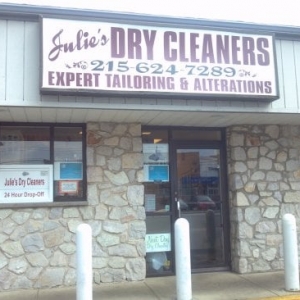 Julie's DRY CLEANERS
215-624-7289
EXPERT TAILORING & ALTERATIONS
Julie's Dry Cleaners
24 Hour Drop-Off